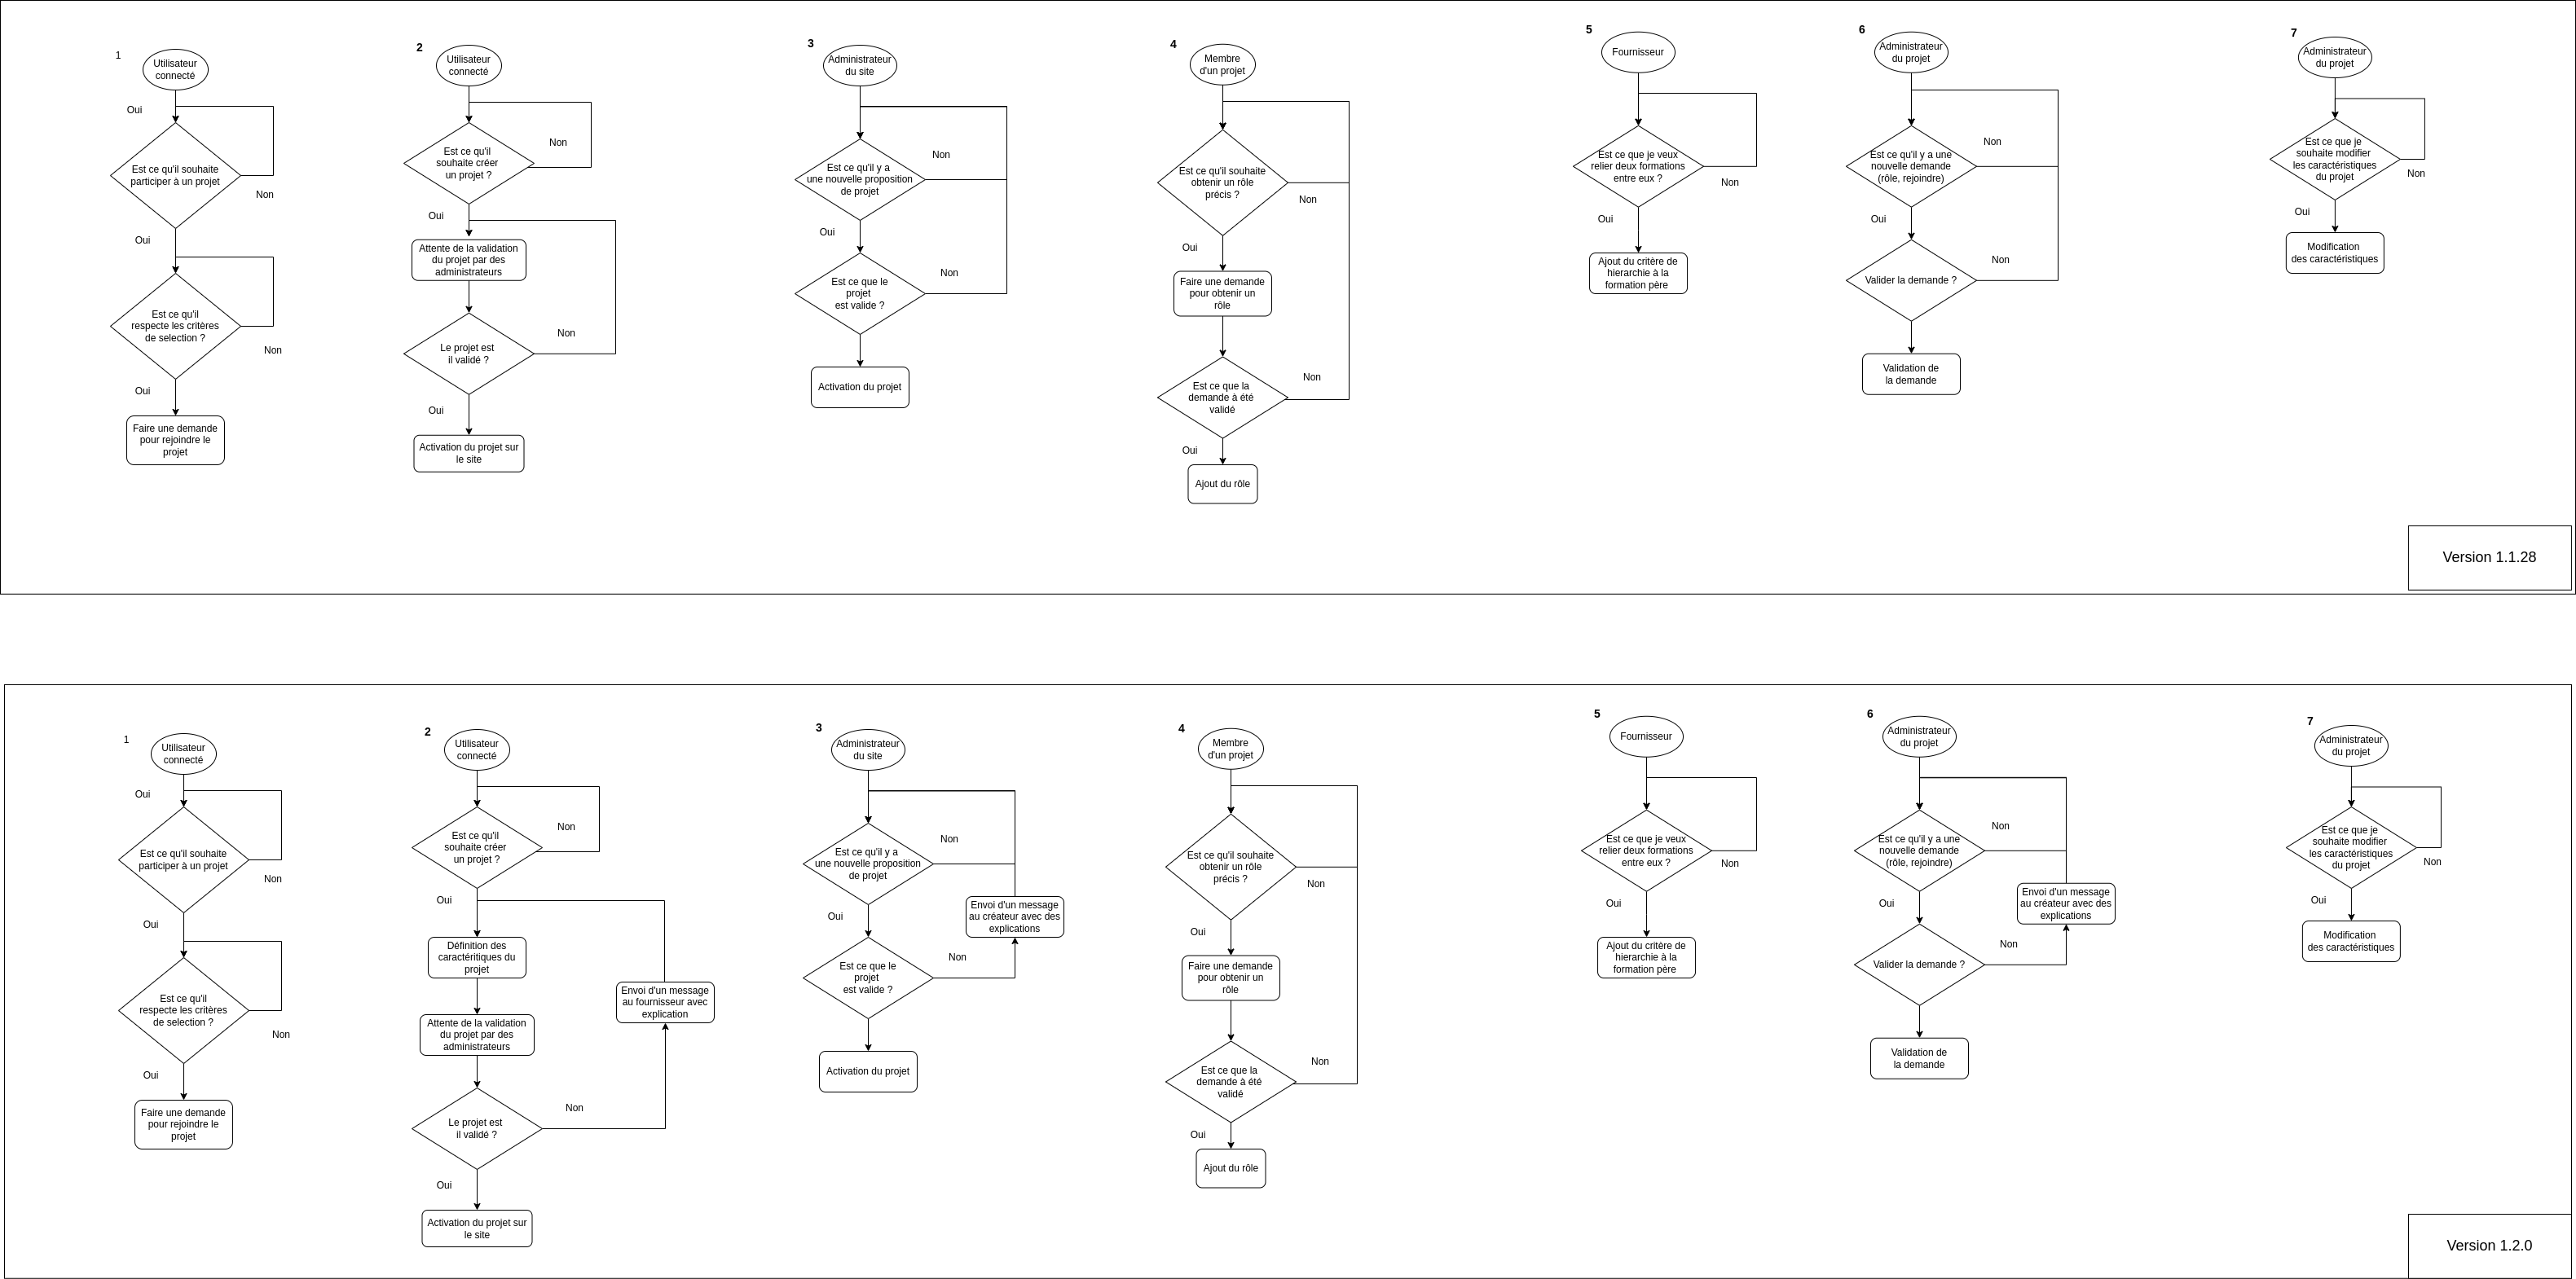 1
Utilisateur
connecté
Oui
Est ce qu'il souhaite
participer à un projet
Non
Oui
Est ce qu'il
respecte les critères
de selection ?
Non
Oui
Faire une demande
pour rejoindre le
projet
2
Utilisateur
connecté
Est ce qu'il
souhaite créer
un projet ?
Non
Oui
Attente de la validation
du projet par des
administrateurs
Le projet est
il validé ?
Non
Oui
Activation du projet sur
le site
3
Administrateur
du site
Est ce qu'il y a
une nouvelle proposition
de projet
Non
Oui
Est ce que le
projet
est valide ?
Non
Activation du projet
4
Membre
d'un projet
Est ce qu'il souhaite
obtenir un rôle
précis ?
Non
Oui
Faire une demande
pour obtenir un
rôle
Est ce que la
demande à été
validé
Non
Oui
Ajout du rôle
5
Fournisseur
Est ce que je veux
relier deux formations
entre eux ?
Non
Oui
Ajout du critère de
hierarchie à la
formation père
6
Administrateur
du projet
Est ce qu'il y a une
nouvelle demande
(rôle, rejoindre)
Non
Oui
Valider la demande ?
Non
Validation de
la demande
7
Administrateur
du projet
Est ce que je
souhaite modifier
les caractéristiques
du projet
Non
Oui
Modification
des caractéristiques
Version 1.1.28
1
Utilisateur
connecté
Oui
Est ce qu'il souhaite
participer à un projet
Non
Oui
Est ce qu'il
respecte les critères
de selection ?
Non
Oui
Faire une demande
pour rejoindre le
projet
2
Utilisateur
connecté
Est ce qu'il
souhaite créer
un projet ?
Non
Oui
Définition des
caractéritiques du
projet
Envoi d'un message
au fournisseur avec
explication
Attente de la validation
du projet par des
administrateurs
Le projet est
il validé ?
Non
Oui
Activation du projet sur
le site
3
Administrateur
du site
Est ce qu'il y a
une nouvelle proposition
de projet
Non
Envoi d'un message
au créateur avec des
explications
Oui
Est ce que le
projet
est valide ?
Non
Activation du projet
4
Membre
d'un projet
Est ce qu'il souhaite
obtenir un rôle
précis ?
Non
Oui
Faire une demande
pour obtenir un
rôle
Est ce que la
demande à été
validé
Non
Oui
Ajout du rôle
5
Fournisseur
Est ce que je veux
relier deux formations
entre eux ?
Non
Oui
Ajout du critère de
hierarchie à la
formation père
6
Administrateur
du projet
Est ce qu'il y a une
nouvelle demande
(rôle, rejoindre)
Non
Envoi d'un message
au créateur avec des
explications
Oui
Valider la demande ?
Non
Validation de
la demande
7
Administrateur
du projet
Est ce que je
souhaite modifier
les caractéristiques
du projet
Non
Oui
Modification
des caractéristiques
Version 1.2.0